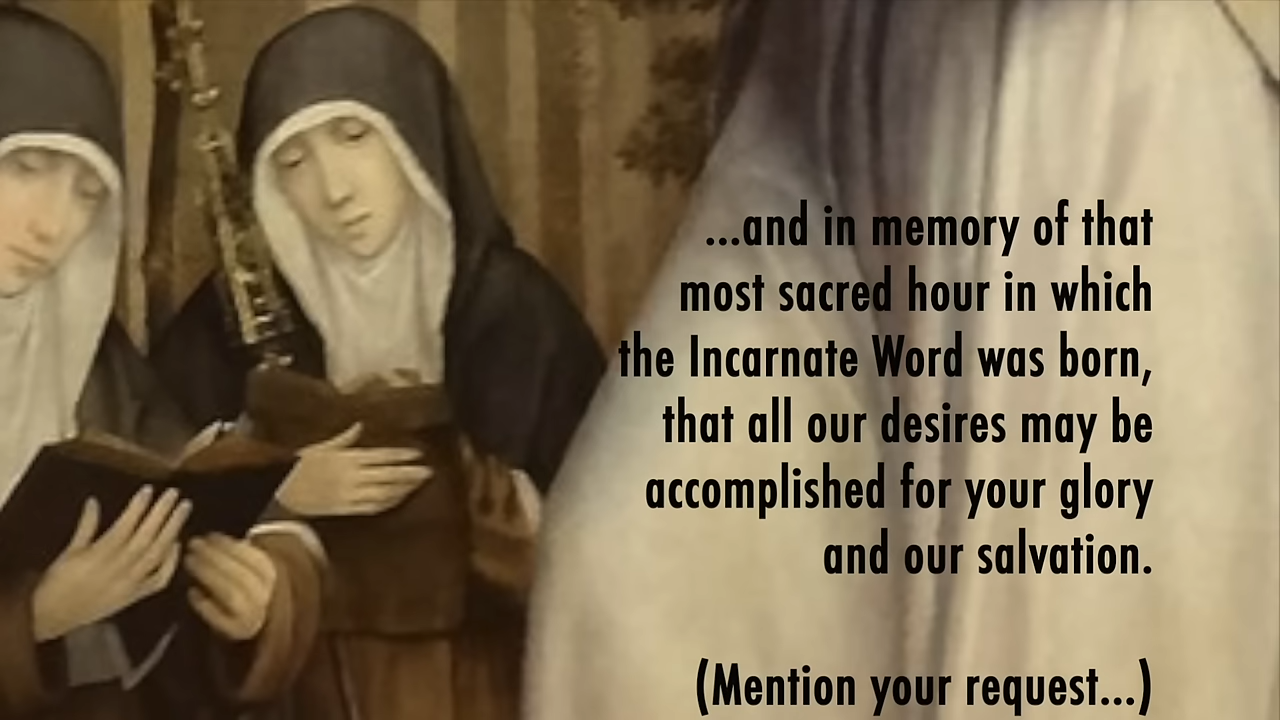 ...and in memory of that
most sacred hour in which
the Incarnate Word was born,
that all our desires may be
accomplished for your glory
and our salvation.
(Mention your request...)